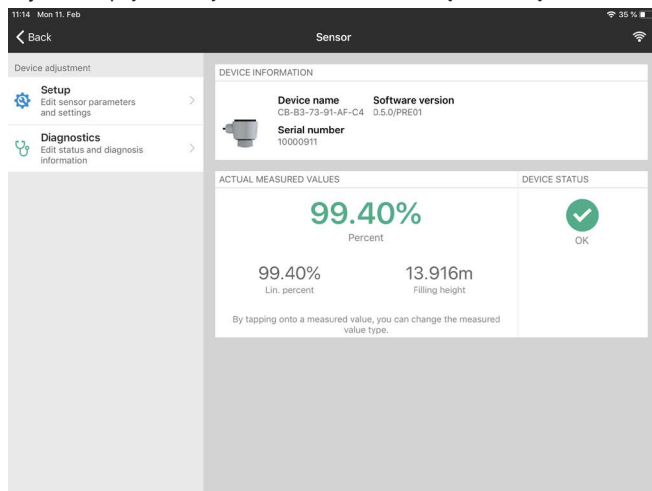 11:14 Mon 11. Feb
35 %
Back
Sensor
Device adjustment
Setup
Edit sensor parameters
and settings
Diagnostics
Edit status and diagnosis
information
DEVICE INFORMATION
Device name
CB-B3-73-91-AF-C4
Software version
0.5.0/PRE01
Serial number
10000911
ACTUAL MEASURED VALUES
99.40%
Percent
99.40%
Lin. percent
13.916m
Filling height
By tapping onto a measured value, you can change the measured
value type.
DEVICE STATUS
OK